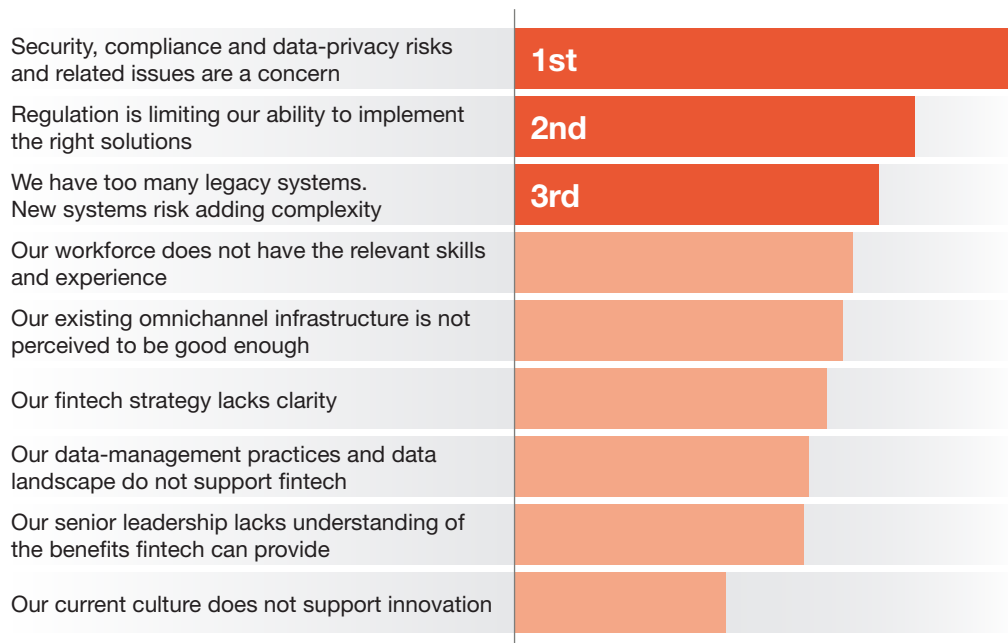 Security, compliance and data-privacy risks
and related issues are a concern
1st
Regulation is limiting our ability to implement
the right solutions
2nd
We have too many legacy systems.
New systems risk adding complexity
3rd
Our workforce does not have the relevant skills
and experience
Our existing omnichannel infrastructure is not
perceived to be good enough
Our fintech strategy lacks clarity
Our data-management practices and data
landscape do not support fintech
Our senior leadership lacks understanding of
the benefits fintech can provide
Our current culture does not support innovation